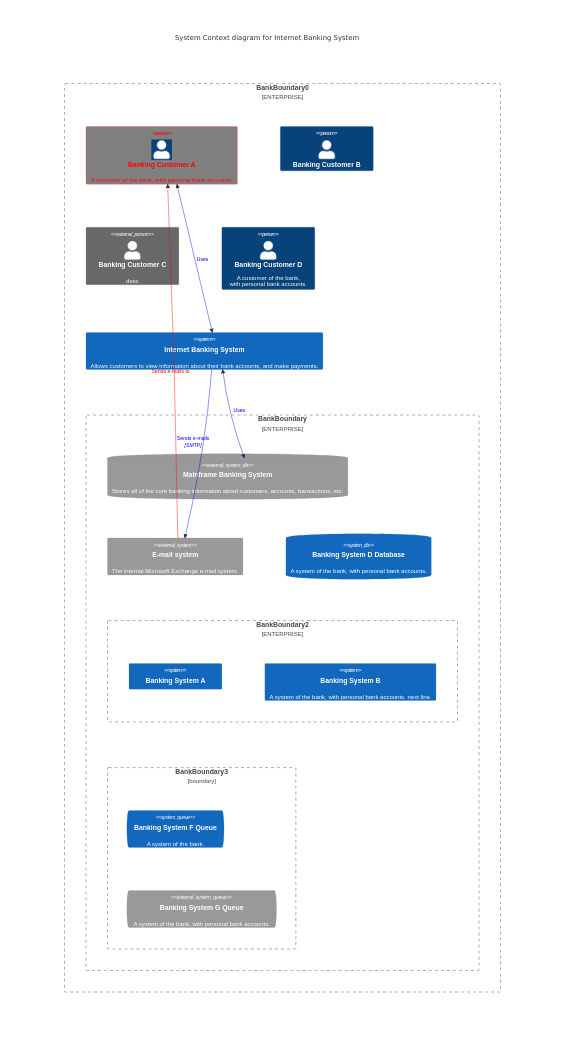 System Context diagram for Internet Banking System
BankBoundary0
[ENTERPRISE]
<<person>>
Banking Customer A
A customer of the bank, with personal bank accounts.
<<person>>
Banking Customer B
<<external_person>>
Banking Customer C
desc
<<person>>
Banking Customer D
A customer of the bank,
with personal bank accounts.
Uses
<<system>>
Internet Banking System
Allows customers to view information about their bank accounts, and make payments.
Sends e-mails to
Uses
BankBoundary
[ENTERPRISE]
Sends e-mails
[SMTP]
<<external_system_db>>
Mainframe Banking System
Stores all of the core banking information about customers, accounts, transactions, etc.
<<external_system>>
E-mail system
The internal Microsoft Exchange e-mail system.
<<system_db>>
Banking System D Database
A system of the bank, with personal bank accounts.
BankBoundary2
[ENTERPRISE]
<<system>>
Banking System A
<<system>>
Banking System B
A system of the bank, with personal bank accounts. next line.
BankBoundary3
[boundary]
<<system_queue>>
Banking System F Queue
A system of the bank.
<<external_system_queue>>
Banking System G Queue
A system of the bank, with personal bank accounts.